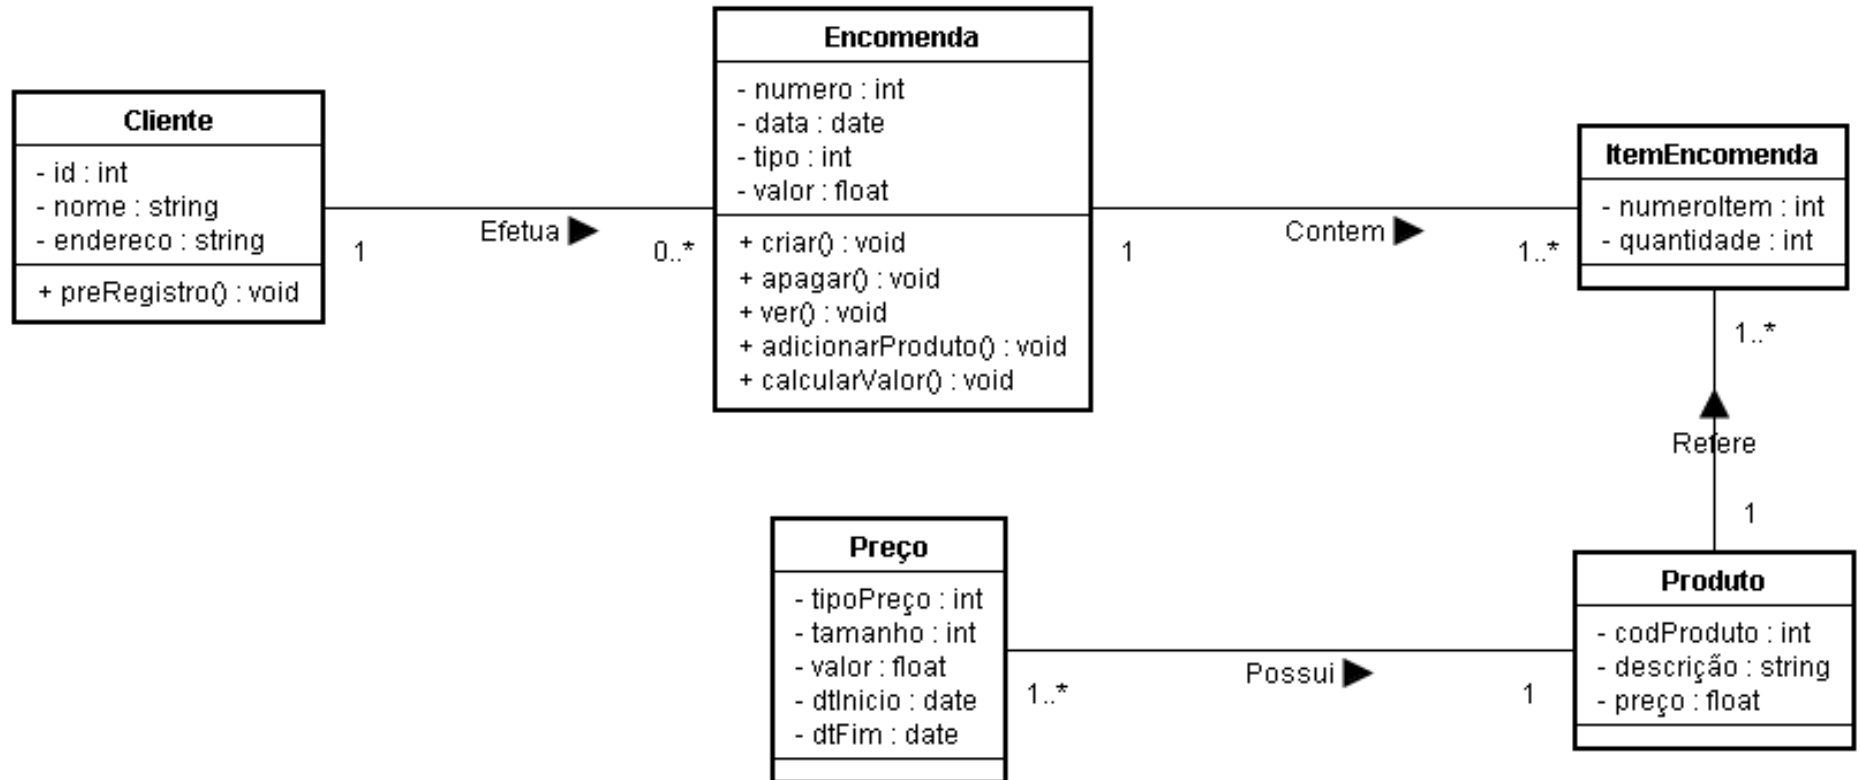 Cliente
- id : int
- nome : string
- endereco : string
+ preRegistro() : void
Efetua
1
0..*
Encomenda
- numero : int
- data : date
- tipo : int
- valor : float
+ criar() : void
+ apagar() : void
+ ver() : void
+ adicionarProduto() : void
+ calcularValor() : void
Contem
1
1..*
ItemEncomenda
- numeroItem : int
- quantidade : int
1..*
Refere
1
Preço
- tipoPreço : int
- tamanho : int
- valor : float
- dtInicio : date
- dtFim : date
Possui
1..*
1
Produto
- codProduto : int
- descrição : string
- preço : float